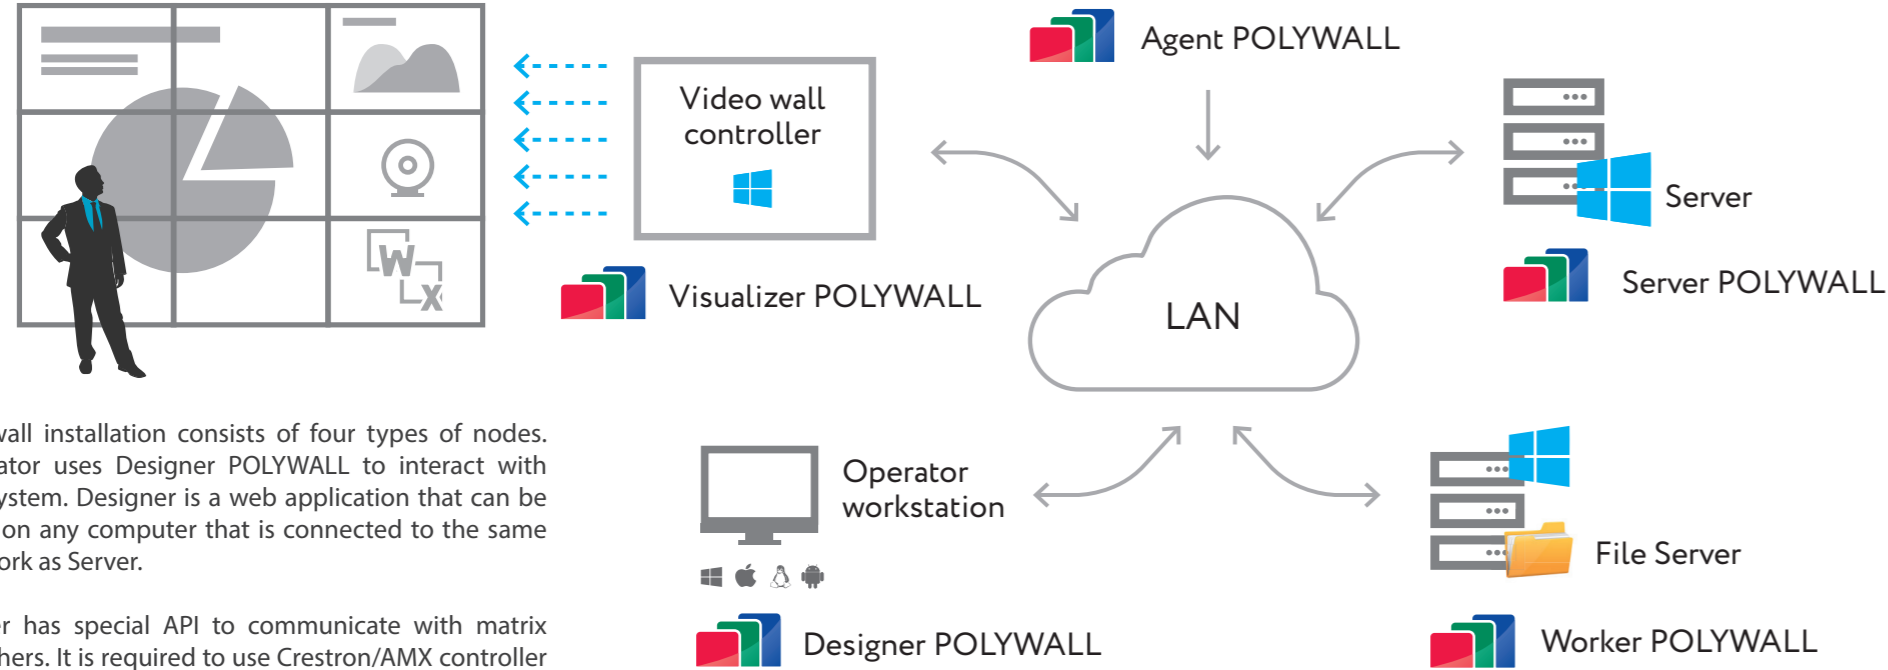 Agent POLYWALL
Video wall
controller
Server
Visualizer POLYWALL
Server POLYWALL
LAN
W
X
wall installation consists of four types of nodes.
ator uses Designer POLYWALL to interact with
ystem. Designer is a web application that can be
on any computer that is connected to the same
ork as Server.
er has special API to communicate with matrix
hers. It is required to use Crestron/AMX controller
Operator
workstation
File Server
Designer POLYWALL
Worker POLYWALL